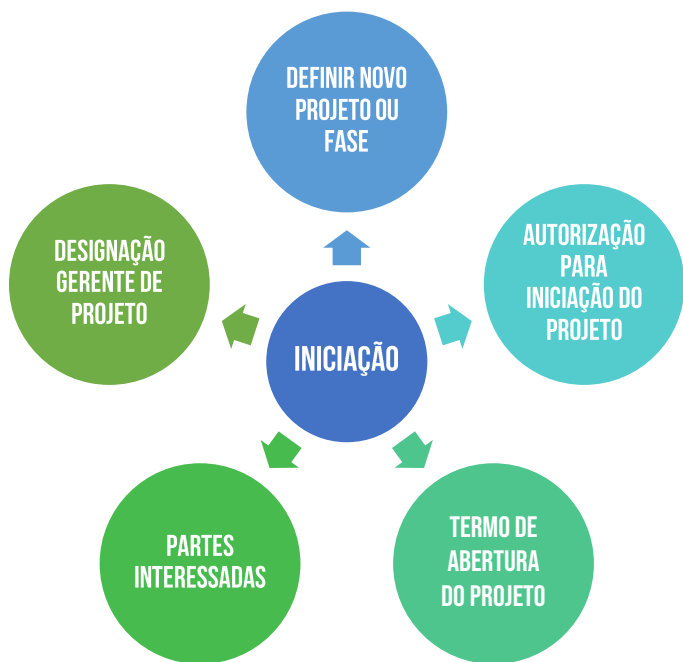 DEFINIR NOVO
PROJETO OU
FASE
AUTORIZAÇÃO
PARA
INICIAÇÃO DO
PROJETO
TERMO DE
ABERTURA
DO PROJETO
PARTES
INTERESSADAS
DESIGNAÇÃO
GERENTE DE
PROJETO
INICIAÇÃO